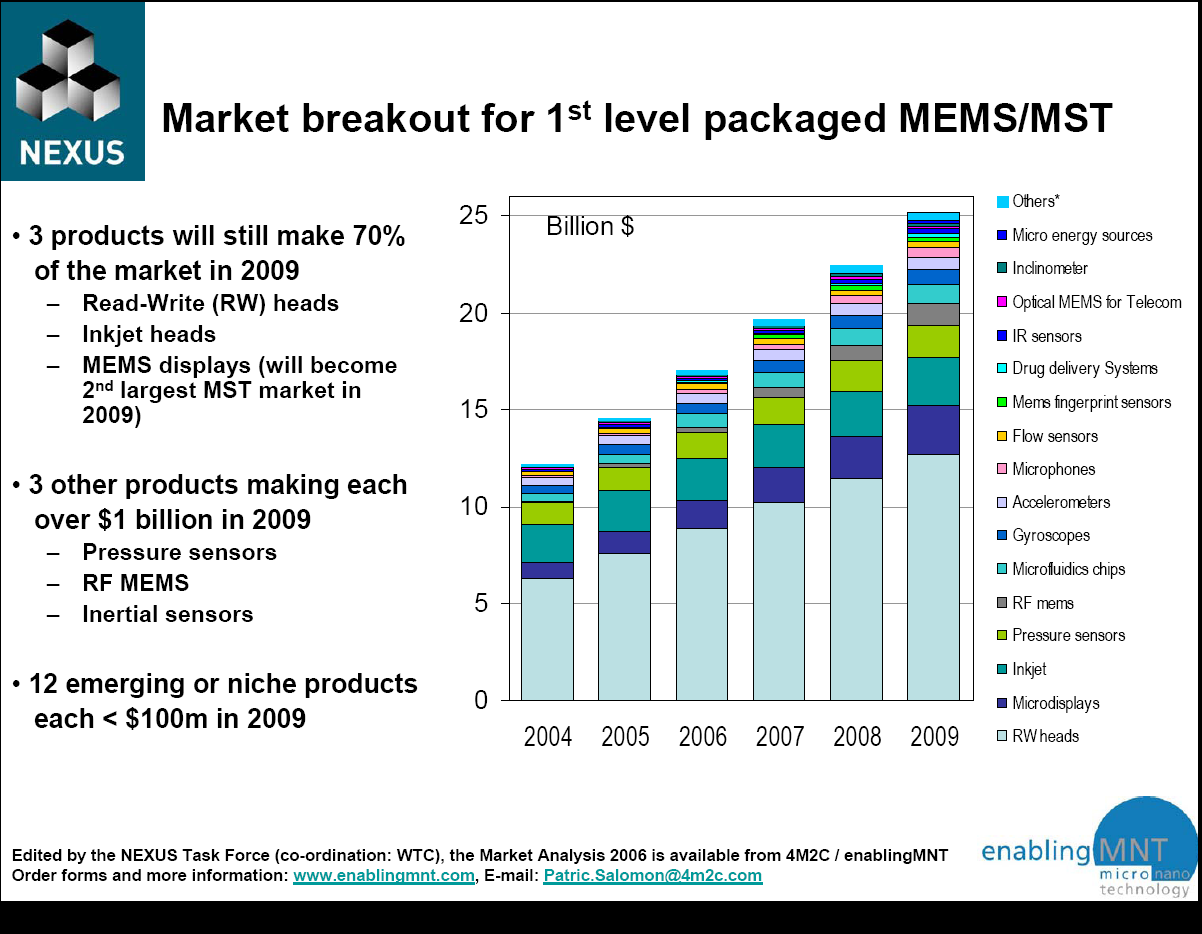 NEXUS
Market breakout for 1st level packaged MEMS/MST
• 3 products will still make 70%
of the market in 2009
– Read-Write (RW) heads
– Inkjet heads
– MEMS displays (will become
2nd largest MST market in
2009)
• 3 other products making each
over $1 billion in 2009
– Pressure sensors
– RF MEMS
– Inertial sensors
• 12 emerging or niche products
each < $100m in 2009
Billion $
25
20
15
10
5
0
2004 2005 2006 2007 2008 2009
Others*
Micro energy sources
Inclinometer
Optical MEMS for Telecom
IR sensors
Drug delivery Systems
Mems fingerprint sensors
Flow sensors
Microphones
Accelerometers
Gyroscopes
Microfluidics chips
RF mems
Pressure sensors
Inkjet
Microdisplays
RW heads
Edited by the NEXUS Task Force (co-ordination: WTC), the Market Analysis 2006 is available from 4M2C / enablingMNT
Order forms and more information: www.enablingmnt.com, E-mail: Patric.Salomon@4m2c.com
enablingMNT
micro nano
technology